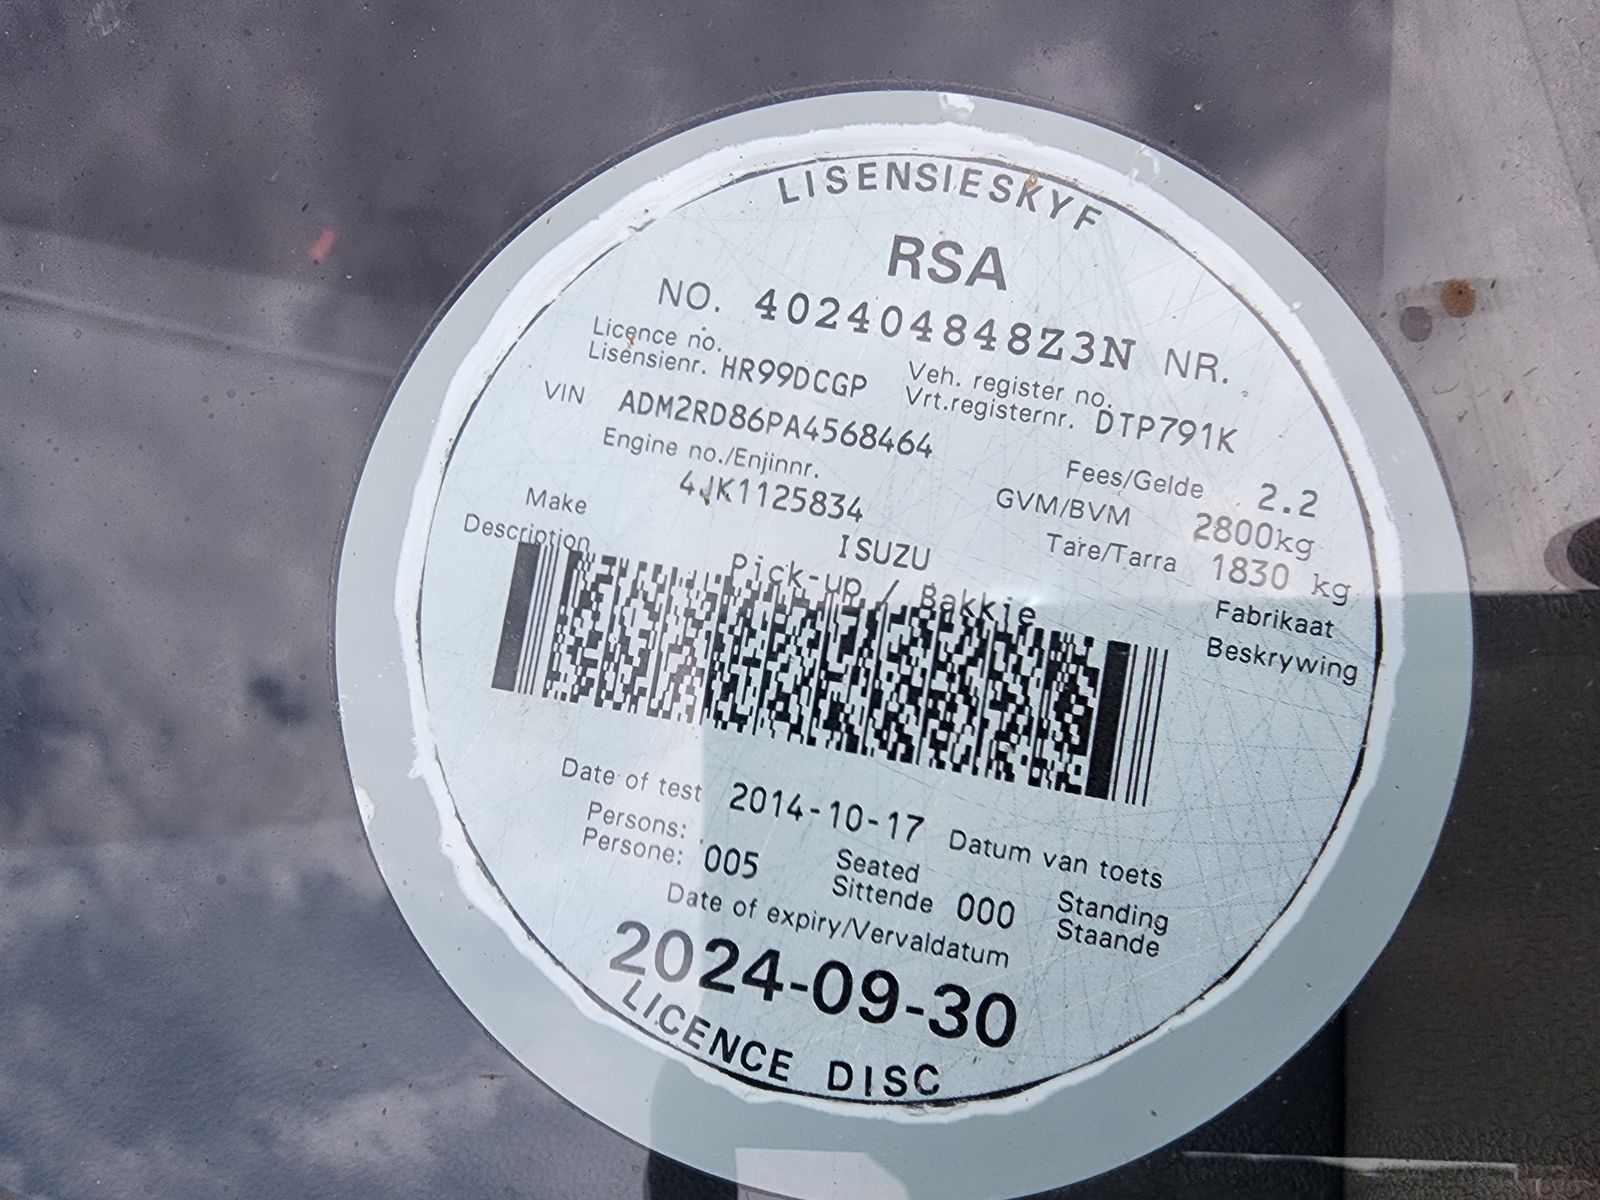 LISENSIESKYF
RSA
NO. 402404848Z3N NR.
Licence no.
Lisensienr. HR99DCGP
Veh. register no.
Vrt.registernr. DTP791K
VIN ADM2RD86PA4568464
Engine no./Enjinnr.
4JK1125834
Fees/Gelde 2.2
GVM/BVM 2800kg
Tare/Tarra 1830 kg
Make ISUZU Fabrikaat
Description Pick-up / Bakkie Beskrywing
Date of test 2014-10-17 Datum van toets
Persons:
Persone: 005
Seated
Sittende 000
Standing
Staande
Date of expiry/Vervaldatum
2024-09-30
LICENCE DISC